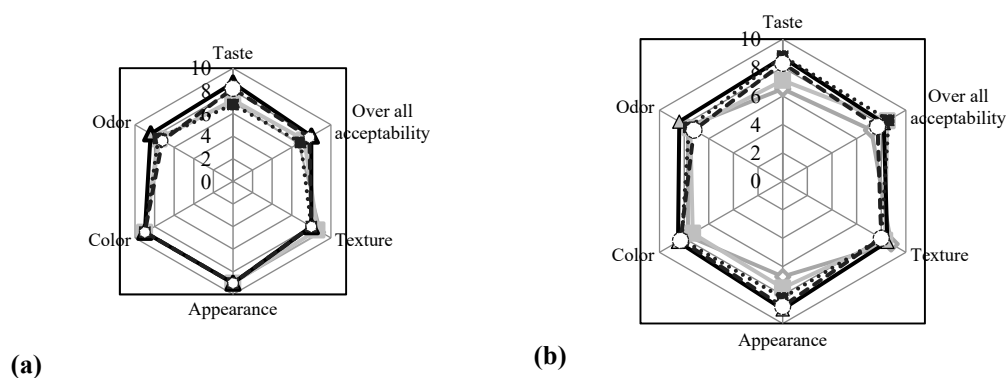 Taste
10
8
6
4
2
0
Over all
acceptability
Odor
Color
Texture
Appearance
(a)
Taste
10
8
6
4
2
0
Over all
acceptability
Odor
Color
Texture
Appearance
(b)